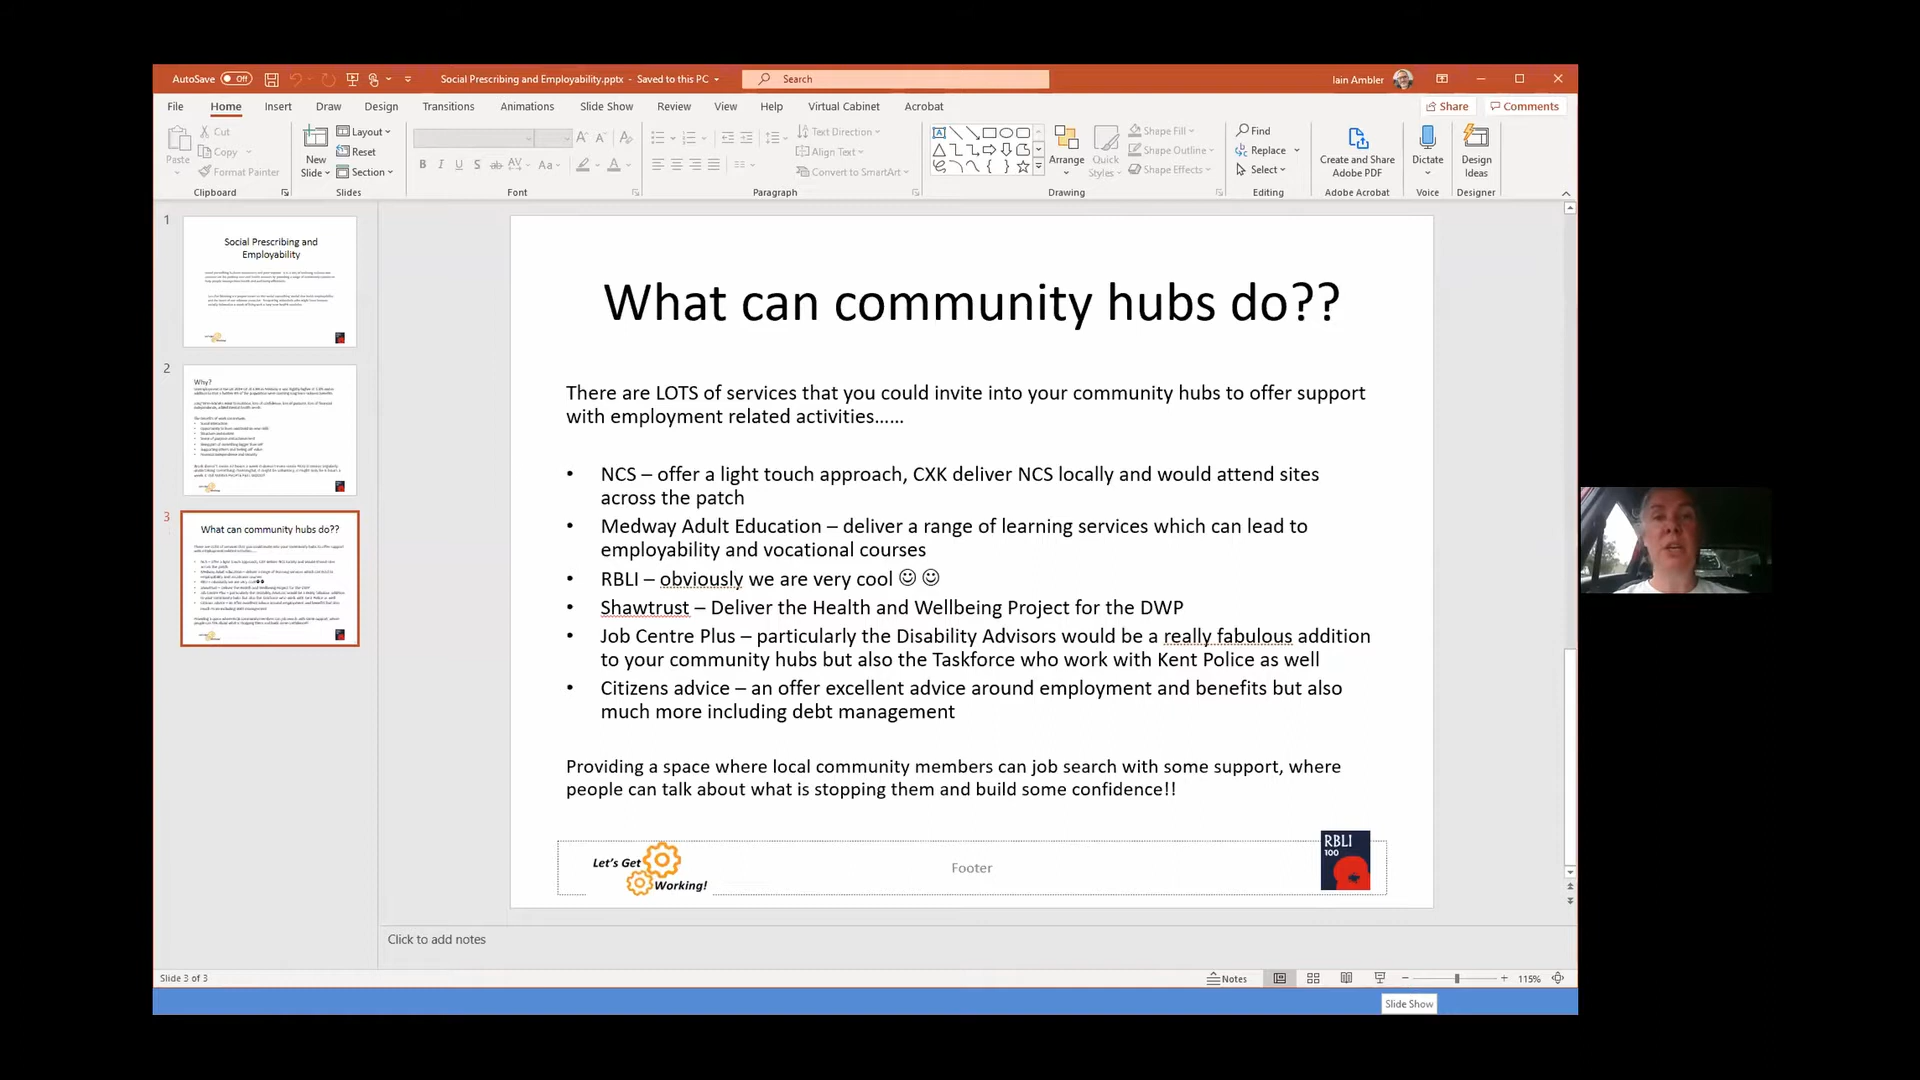 AutoSave Off
Social Prescribing and Employability.pptx - Saved to this PC
Search
Iain Ambler
File Home Insert Draw Design Transitions Animations Slide Show Review View Help Virtual Cabinet Acrobat
Share Comments
Paste
Cut
Copy
Format Painter
New
Slide
Layout
Reset
Section
B I U S ab AV Aa A
Text Direction
Align Text
Convert to SmartArt
Arrange
Quick
Styles
Shape Fill
Shape Outline
Shape Effects
Find
Replace
Select
Create and Share
Adobe PDF
Dictate
Design
Ideas
Clipboard Slides Font Paragraph Drawing Editing Adobe Acrobat Voice Designer
1
Social Prescribing and
Employability
2
Why?
3
What can community hubs do??
What can community hubs do??
There are LOTS of services that you could invite into your community hubs to offer support
with employment related activities......
• NCS – offer a light touch approach, CXK deliver NCS locally and would attend sites
across the patch
• Medway Adult Education – deliver a range of learning services which can lead to
employability and vocational courses
• RBLI – obviously we are very cool ☺ ☺
• Shawtrust – Deliver the Health and Wellbeing Project for the DWP
• Job Centre Plus – particularly the Disability Advisors would be a really fabulous addition
to your community hubs but also the Taskforce who work with Kent Police as well
• Citizens advice – an offer excellent advice around employment and benefits but also
much more including debt management
Providing a space where local community members can job search with some support, where
people can talk about what is stopping them and build some confidence!!
Let's Get
Working!
Footer
RBLI
100
Click to add notes
Slide 3 of 3
Notes
115%
Slide Show